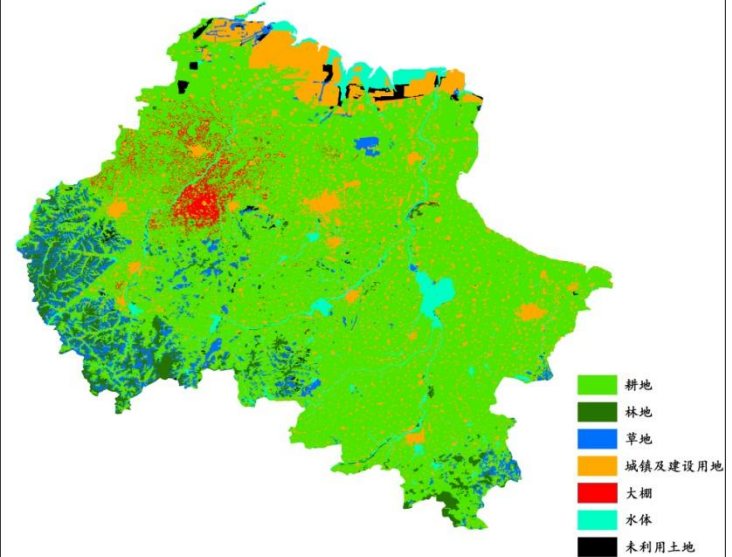 耕地
林地
草地
城镇及建设用地
大棚
水体
未利用土地